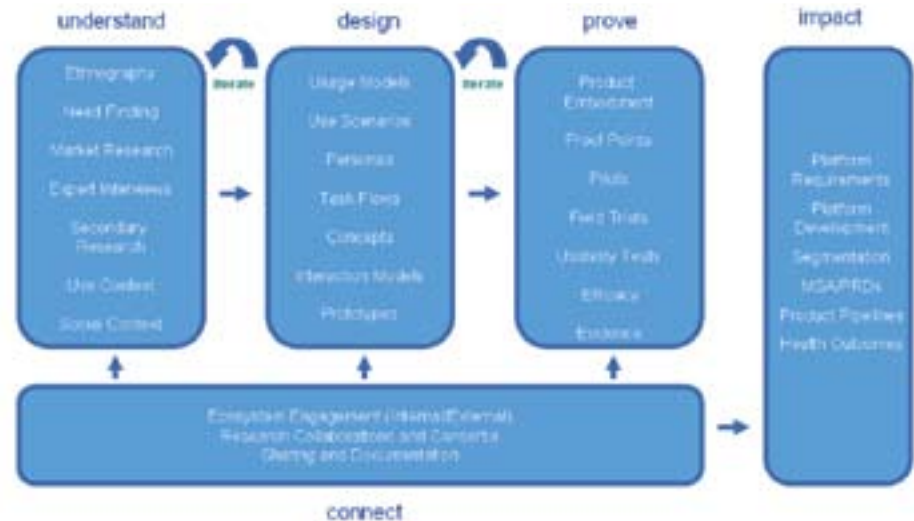 understand
design
prove
impact
Ethnography
Need Finding
Market Research
Expert Interviews
Secondary
Research
Use Context
Social Context
Iterate
Usage Models
Use Scenarios
Personas
Task Flows
Concepts
Interaction Models
Prototypes
Iterate
Product
Embodiment
Proof Points
Pilots
Field Trials
Usability Tests
Efficacy
Evidence
Platform
Requirements
Platform
Development
Segmentation
MSA/PRDs
Product Pipelines
Health Outcomes
Ecosystem Engagement (Internal/External)
Research Collaborations and Consortia
Sharing and Documentation
connect